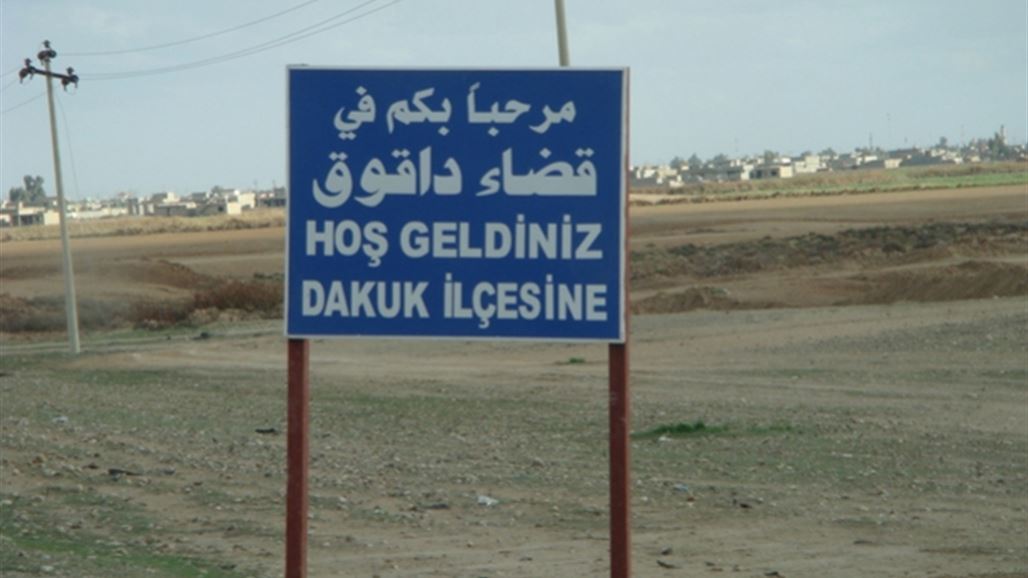 مرحباً بكم في
قضاء داقوق
HOŞ GELDİNİZ
DAKUK İLÇESİNE